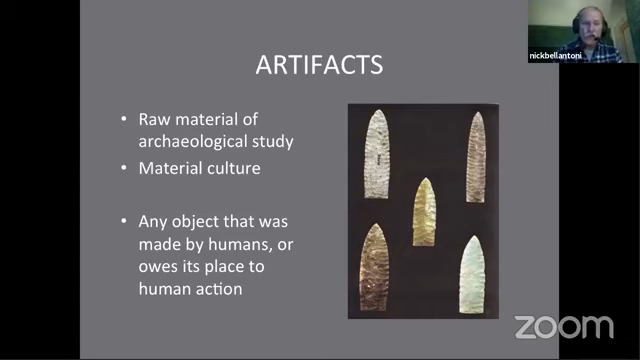 nickbellantoni
ARTIFACTS
• Raw material of
archaeological study
• Material culture
• Any object that was
made by humans, or
owes its place to
human action
zoom